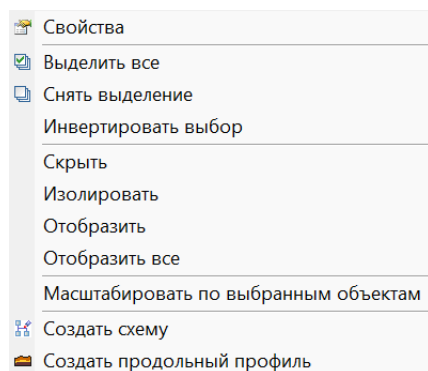 Свойства
Выделить все
Снять выделение
Инвертировать выбор
Скрыть
Изолировать
Отобразить
Отобразить все
Масштабировать по выбранным объектам
Создать схему
Создать продольный профиль